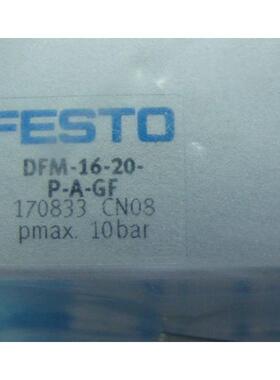 FESTO
DFM-16-20-
P-A-GF
170833 CN08
pmax. 10bar